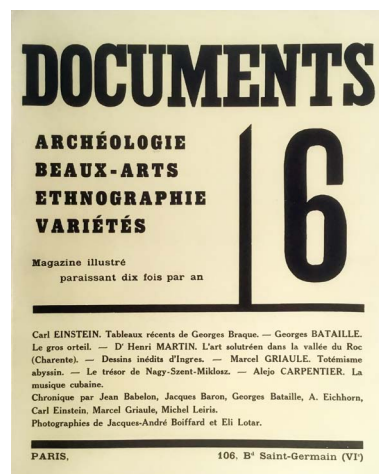 DOCUMENTS
ARCHÉOLOGIE
BEAUX-ARTS
ETHNOGRAPHIE
VARIÉTÉS
6
Magazine illustré
paraissant dix fois par an
Carl EINSTEIN. Tableaux récents de Georges Braque. — Georges BATAILLE.
Le gros orteil. — Dʳ Henri MARTIN. L'art solutréen dans la vallée du Roc
(Charente). — Dessins inédits d'Ingres. — Marcel GRIAULE. Totémisme
abyssin. — Le trésor de Nagy-Szent-Miklosz. — Alejo CARPENTIER. La
musique cubaine.
Chronique par Jean Babelon, Jacques Baron, Georges Bataille, A. Eichhorn,
Carl Einstein, Marcel Griaule, Michel Leiris.
Photographies de Jacques-André Boiffard et Eli Lotar.
PARIS, 106, Bᵈ Saint-Germain (VIᵉ)